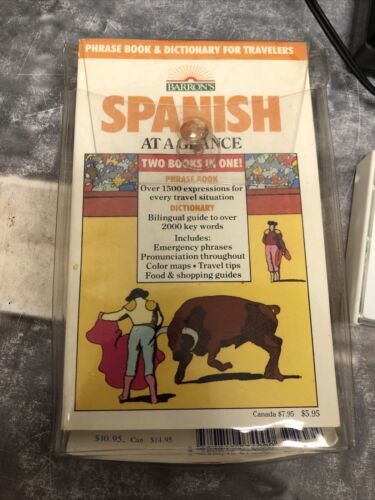 PHRASE BOOK & DICTIONARY FOR TRAVELERS
BARRON'S
SPANISH
AT A GLANCE
TWO BOOKS IN ONE!
PHRASE BOOK
Over 1500 expressions for
every travel situation
DICTIONARY
Bilingual guide to over
2000 key words
Includes:
Emergency phrases
Pronunciation throughout
Color maps • Travel tips
Food & shopping guides
Canada $7.95 $5.95
$10.95, Can. $14.95